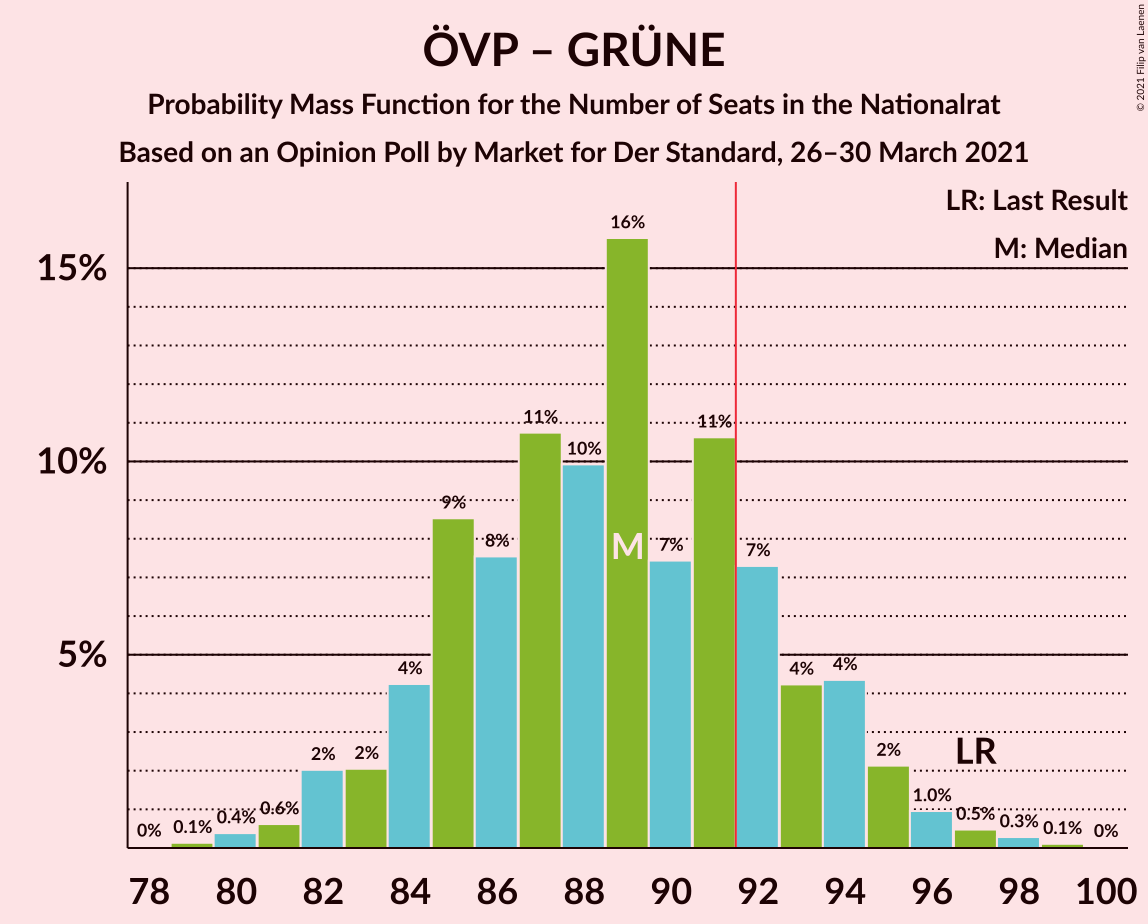 ÖVP – GRÜNE
Probability Mass Function for the Number of Seats in the Nationalrat
Based on an Opinion Poll by Market for Der Standard, 26–30 March 2021
© 2021 Filip van Laenen
LR: Last Result
M: Median
15%
10%
5%
0%
0.1%
0.4%
0.6%
2%
2%
4%
9%
8%
11%
10%
16%
M
7%
11%
7%
4%
4%
2%
1.0%
LR
0.5%
0.3%
0.1%
0%
78 80 82 84 86 88 90 92 94 96 98 100